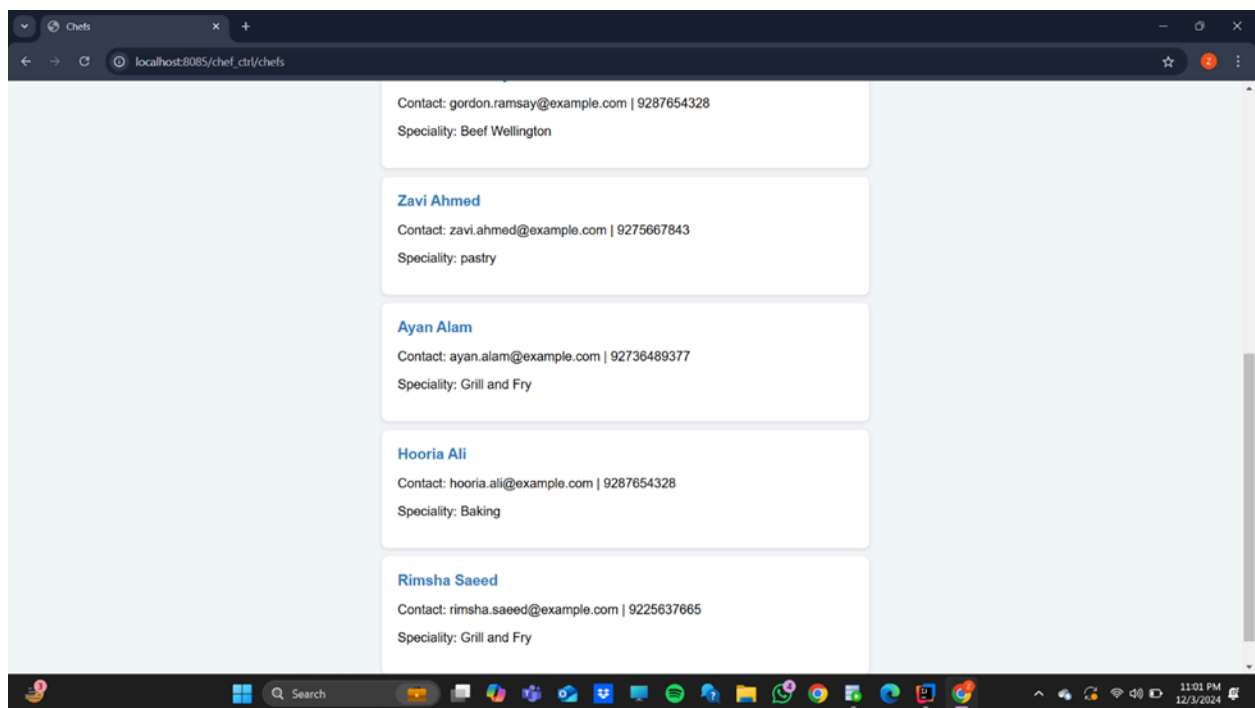 Chefs
localhost:8085/chef_ctrl/chefs
Contact: gordon.ramsay@example.com | 9287654328
Speciality: Beef Wellington
Zavi Ahmed
Contact: zavi.ahmed@example.com | 9275667843
Speciality: pastry
Ayan Alam
Contact: ayan.alam@example.com | 92736489377
Speciality: Grill and Fry
Hooria Ali
Contact: hooria.ali@example.com | 9287654328
Speciality: Baking
Rimsha Saeed
Contact: rimsha.saeed@example.com | 9225637665
Speciality: Grill and Fry
Search
11:01 PM
12/3/2024